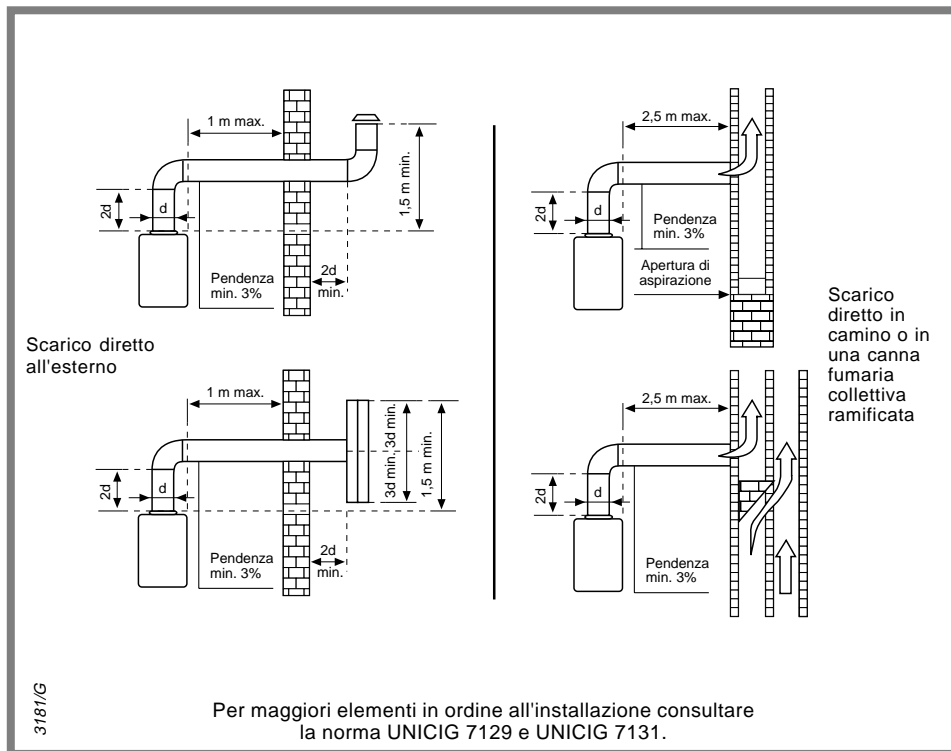 1 m max.
2d
d
1,5 m min.
Pendenza
min. 3%
2d
min.
Scarico diretto
all'esterno
1 m max.
2d
d
3d min.
3d min.
1,5 m min.
Pendenza
min. 3%
2d
min.
2,5 m max.
2d
d
Pendenza
min. 3%
Apertura di
aspirazione
Scarico
diretto in
camino o in
una canna
fumaria
collettiva
ramificata
2,5 m max.
2d
d
Pendenza
min. 3%
3181/G
Per maggiori elementi in ordine all'installazione consultare
la norma UNICIG 7129 e UNICIG 7131.